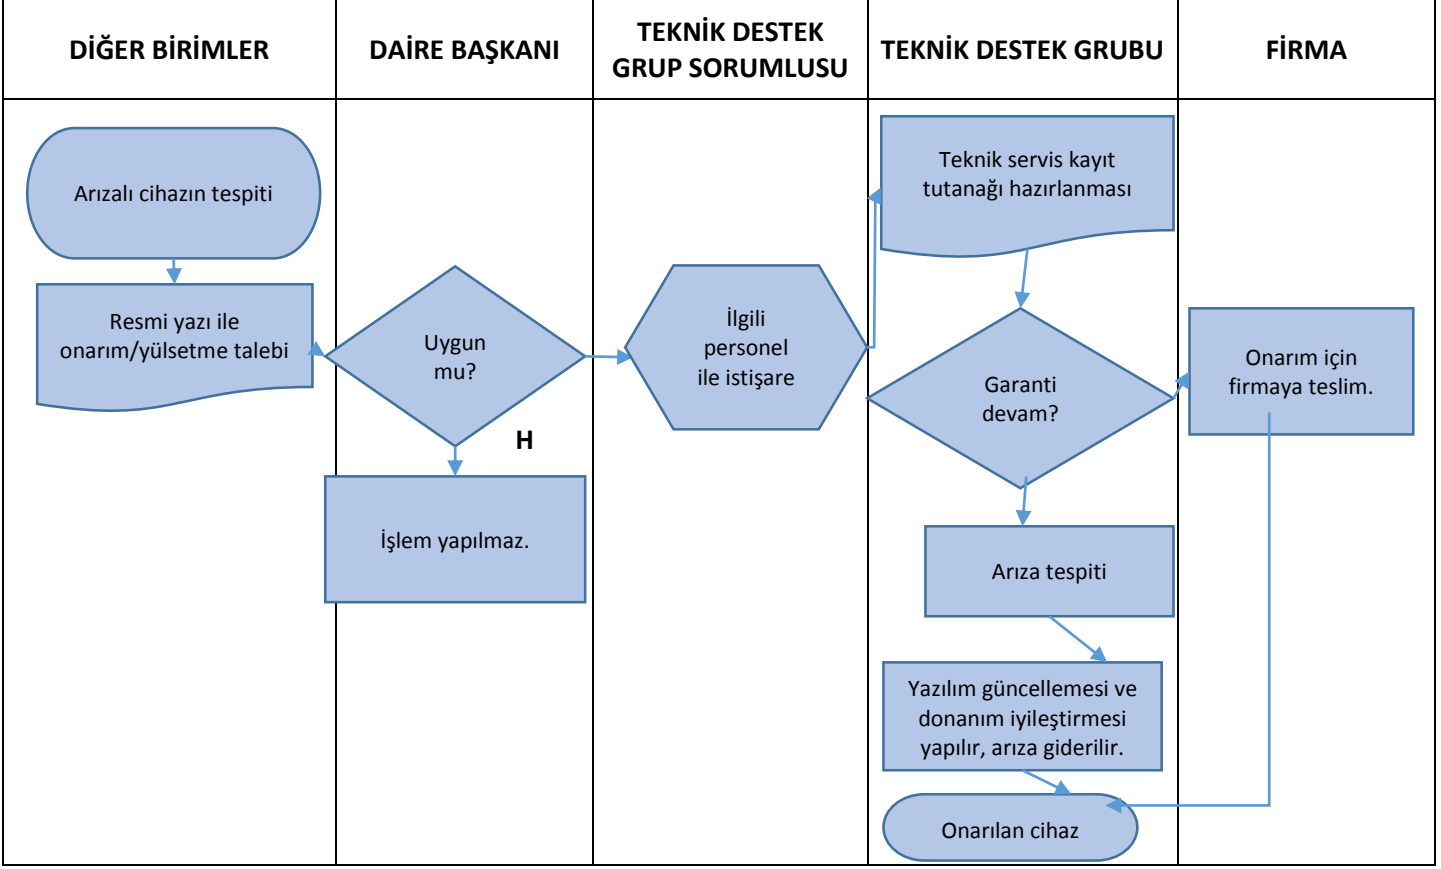 DİĞER BİRİMLER
DAİRE BAŞKANI
TEKNİK DESTEK
GRUP SORUMLUSU
TEKNİK DESTEK GRUBU
FİRMA
Arızalı cihazın tespiti
Resmi yazı ile
onarım/yülsetme talebi
Uygun
mu?
H
İşlem yapılmaz.
İlgili
personel
ile istişare
Teknik servis kayıt
tutanağı hazırlanması
Garanti
devam?
Onarım için
firmaya teslim.
Arıza tespiti
Yazılım güncellemesi ve
donanım iyileştirmesi
yapılır, arıza giderilir.
Onarılan cihaz